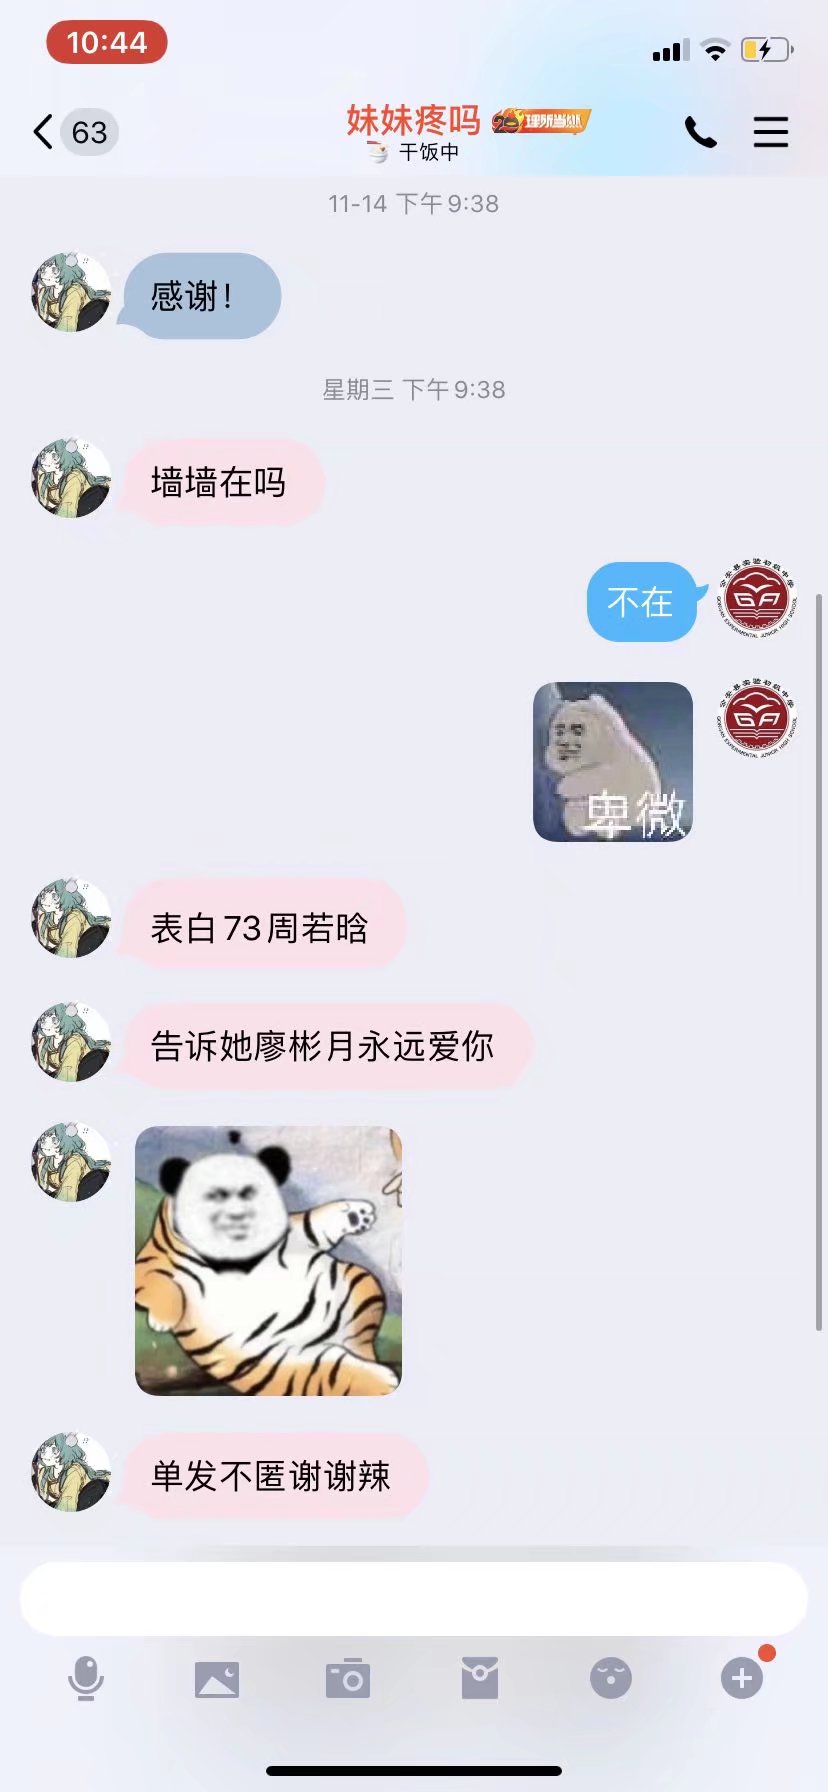 10:44
63
妹妹疼吗
干饭中
11-14 下午9:38
感谢!
星期三 下午9:38
墙墙在吗
不在
卑微
表白73周若晗
告诉她廖彬月永远爱你
单发不匿谢谢辣